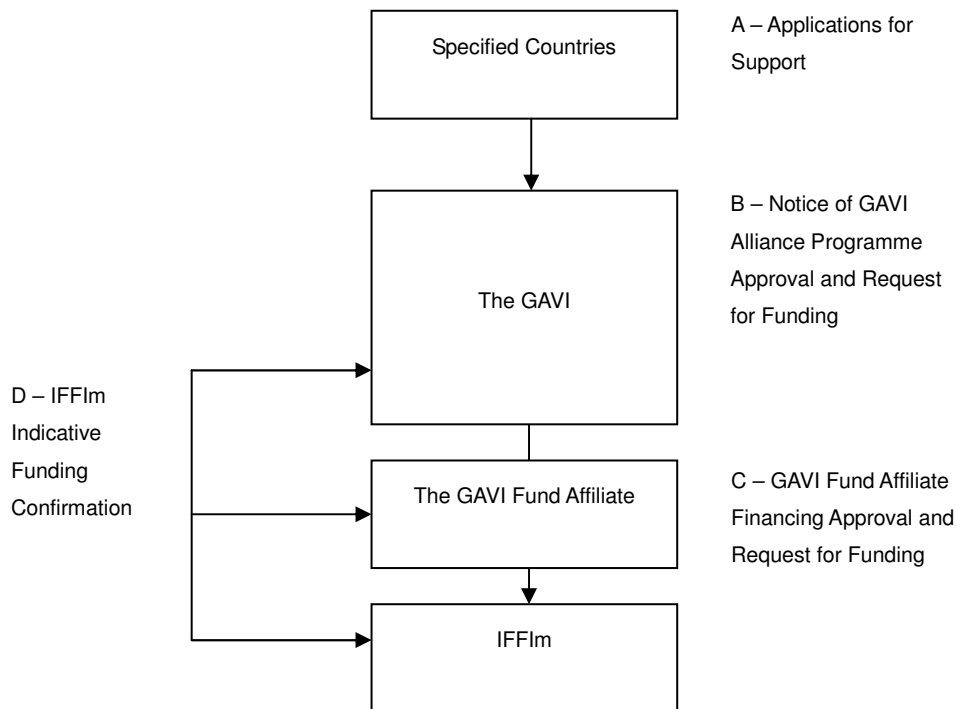 Specified Countries
A – Applications for
Support
The GAVI
B – Notice of GAVI
Alliance Programme
Approval and Request
for Funding
D – IFFIm
Indicative
Funding
Confirmation
The GAVI Fund Affiliate
C – GAVI Fund Affiliate
Financing Approval and
Request for Funding
IFFIm